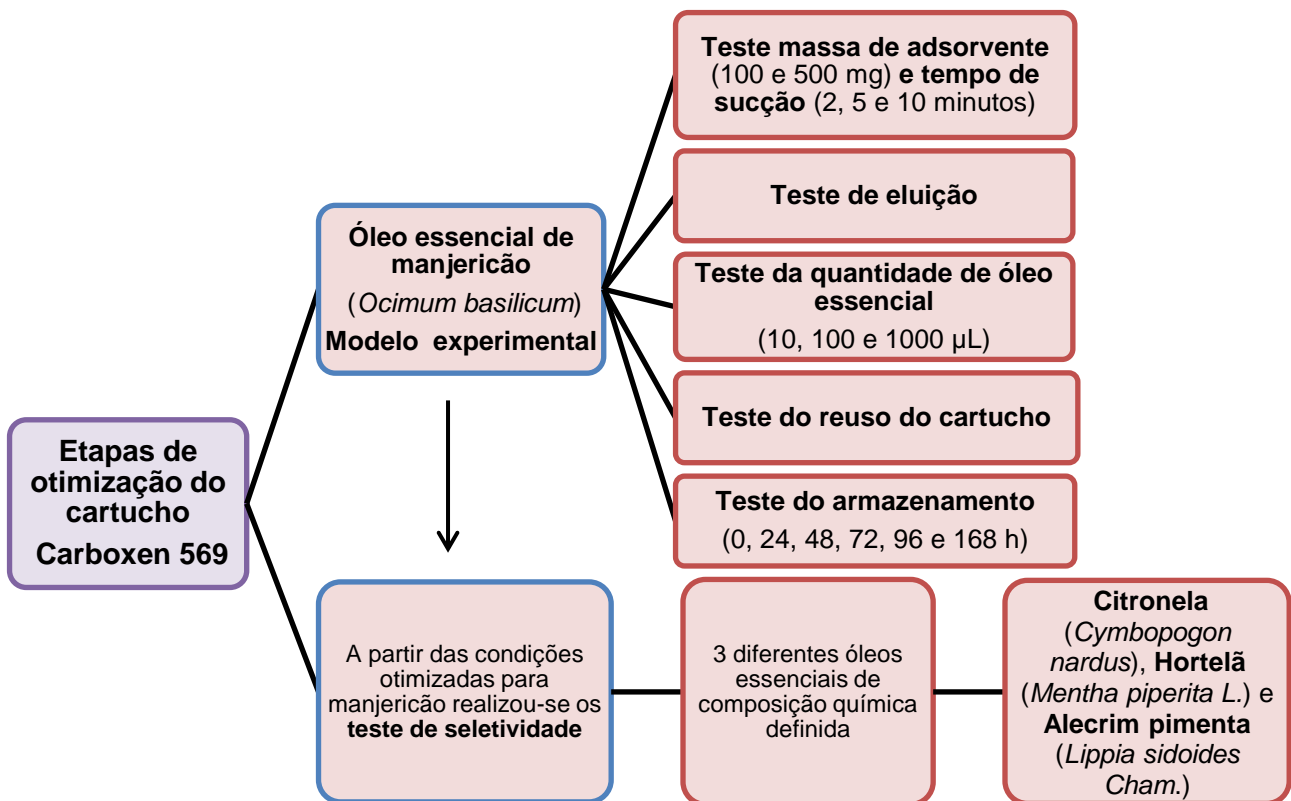 Teste massa de adsorvente
(100 e 500 mg) e tempo de
sucção (2, 5 e 10 minutos)
Teste de eluição
Óleo essencial de
manjericão
(Ocimum basilicum)
Modelo experimental
Teste da quantidade de óleo
essencial
(10, 100 e 1000 µL)
Teste do reuso do cartucho
Etapas de
otimização do
cartucho
Carboxen 569
Teste do armazenamento
(0, 24, 48, 72, 96 e 168 h)
A partir das condições
otimizadas para
manjericão realizou-se os
teste de seletividade
3 diferentes óleos
essenciais de
composição química
definida
Citronela
(Cymbopogon
nardus), Hortelã
(Mentha piperita L.) e
Alecrim pimenta
(Lippia sidoides
Cham.)